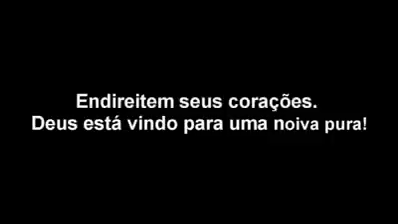 Endireitem seus corações.
Deus está vindo para uma noiva pura!